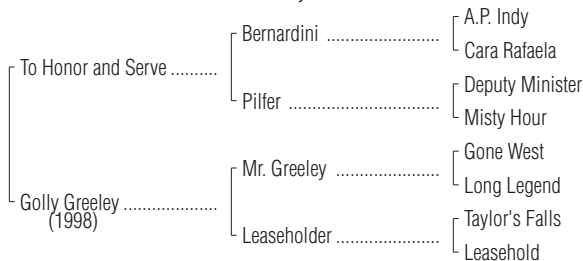 A.P. Indy
Bernardini
Cara Rafaela
To Honor and Serve
Deputy Minister
Pilfer
Misty Hour
Gone West
Mr. Greeley
Long Legend
Golly Greeley
(1998)
Taylor's Falls
Leaseholder
Leasehold